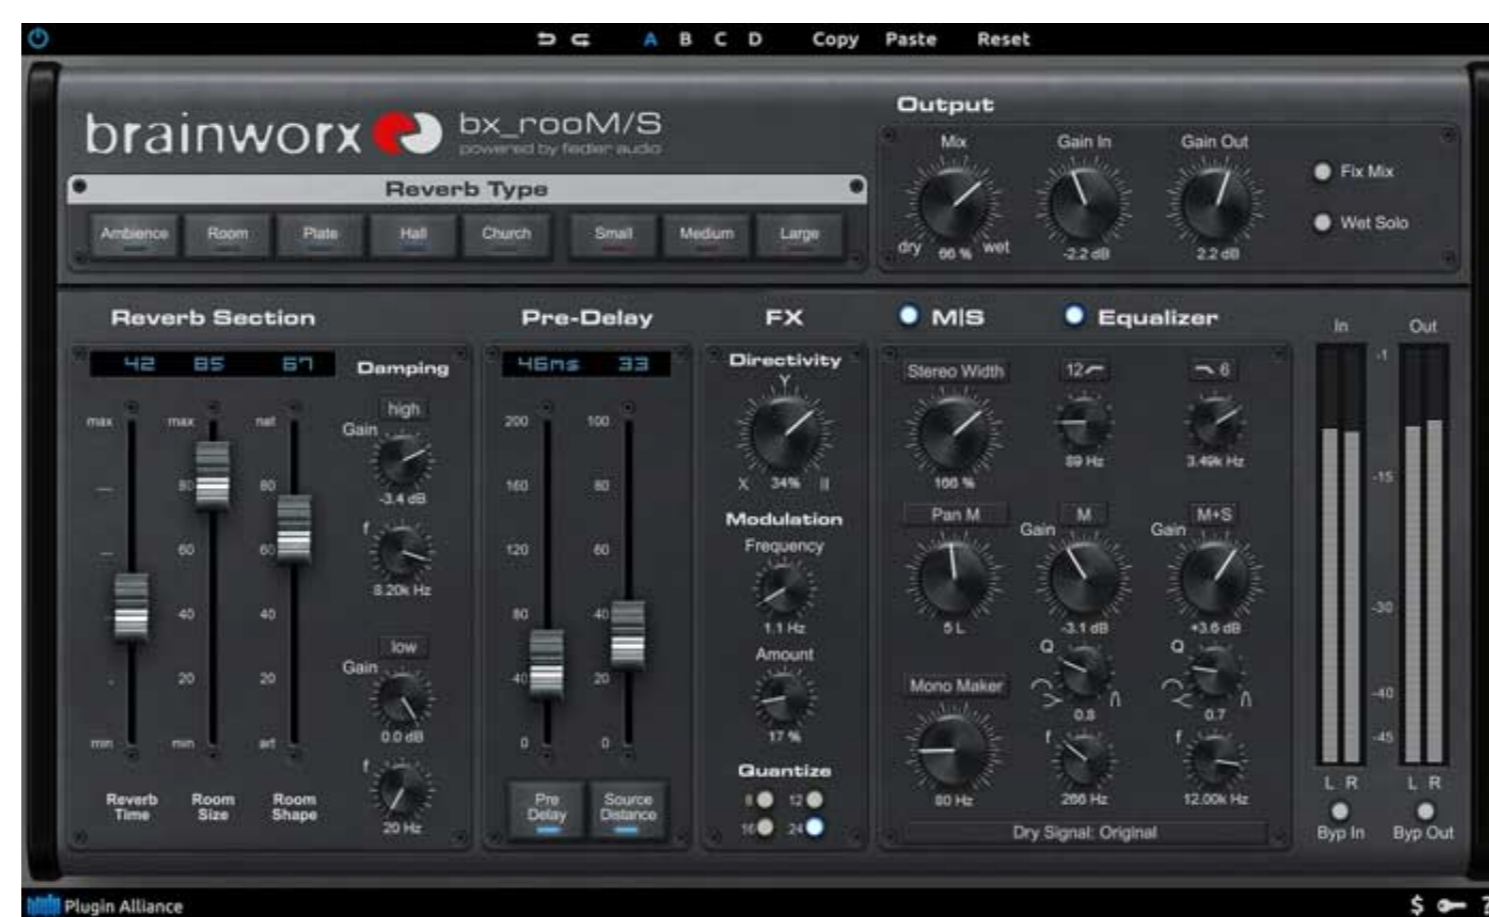 A B C D Copy Paste Reset
brainworx bx_rooM/S
powered by fiedler audio
Reverb Type
Ambience Room Plate Hall Church Small Medium Large
Output
Mix Gain In Gain Out
dry 66 % wet -2.2 dB 2.2 dB
Fix Mix
Wet Solo
Reverb Section
42 85 67
max max nat
80 80
60 60
40 40
20 20
min min art
Reverb Time
Room Size
Room Shape
Damping
high
Gain
-3.4 dB
f
8.20k Hz
low
Gain
0.0 dB
f
20 Hz
Pre-Delay
46ms 33
200 100
160 80
120 60
80 40
40 20
0 0
Pre Delay
Source Distance
FX
Directivity
Y
X 34% II
Modulation
Frequency
1.1 Hz
Amount
17 %
Quantize
8 12
16 24
M|S
Equalizer
Stereo Width 12 6
166 % 89 Hz 3.49k Hz
Pan M M M+S
Gain Gain
5 L -3.1 dB +3.6 dB
Q Q
Mono Maker
0.8 0.7
f f
80 Hz 266 Hz 12.00k Hz
Dry Signal: Original
In Out
-1
-15
-30
-40
-45
L R L R
Byp In Byp Out
Plugin Alliance $ ?